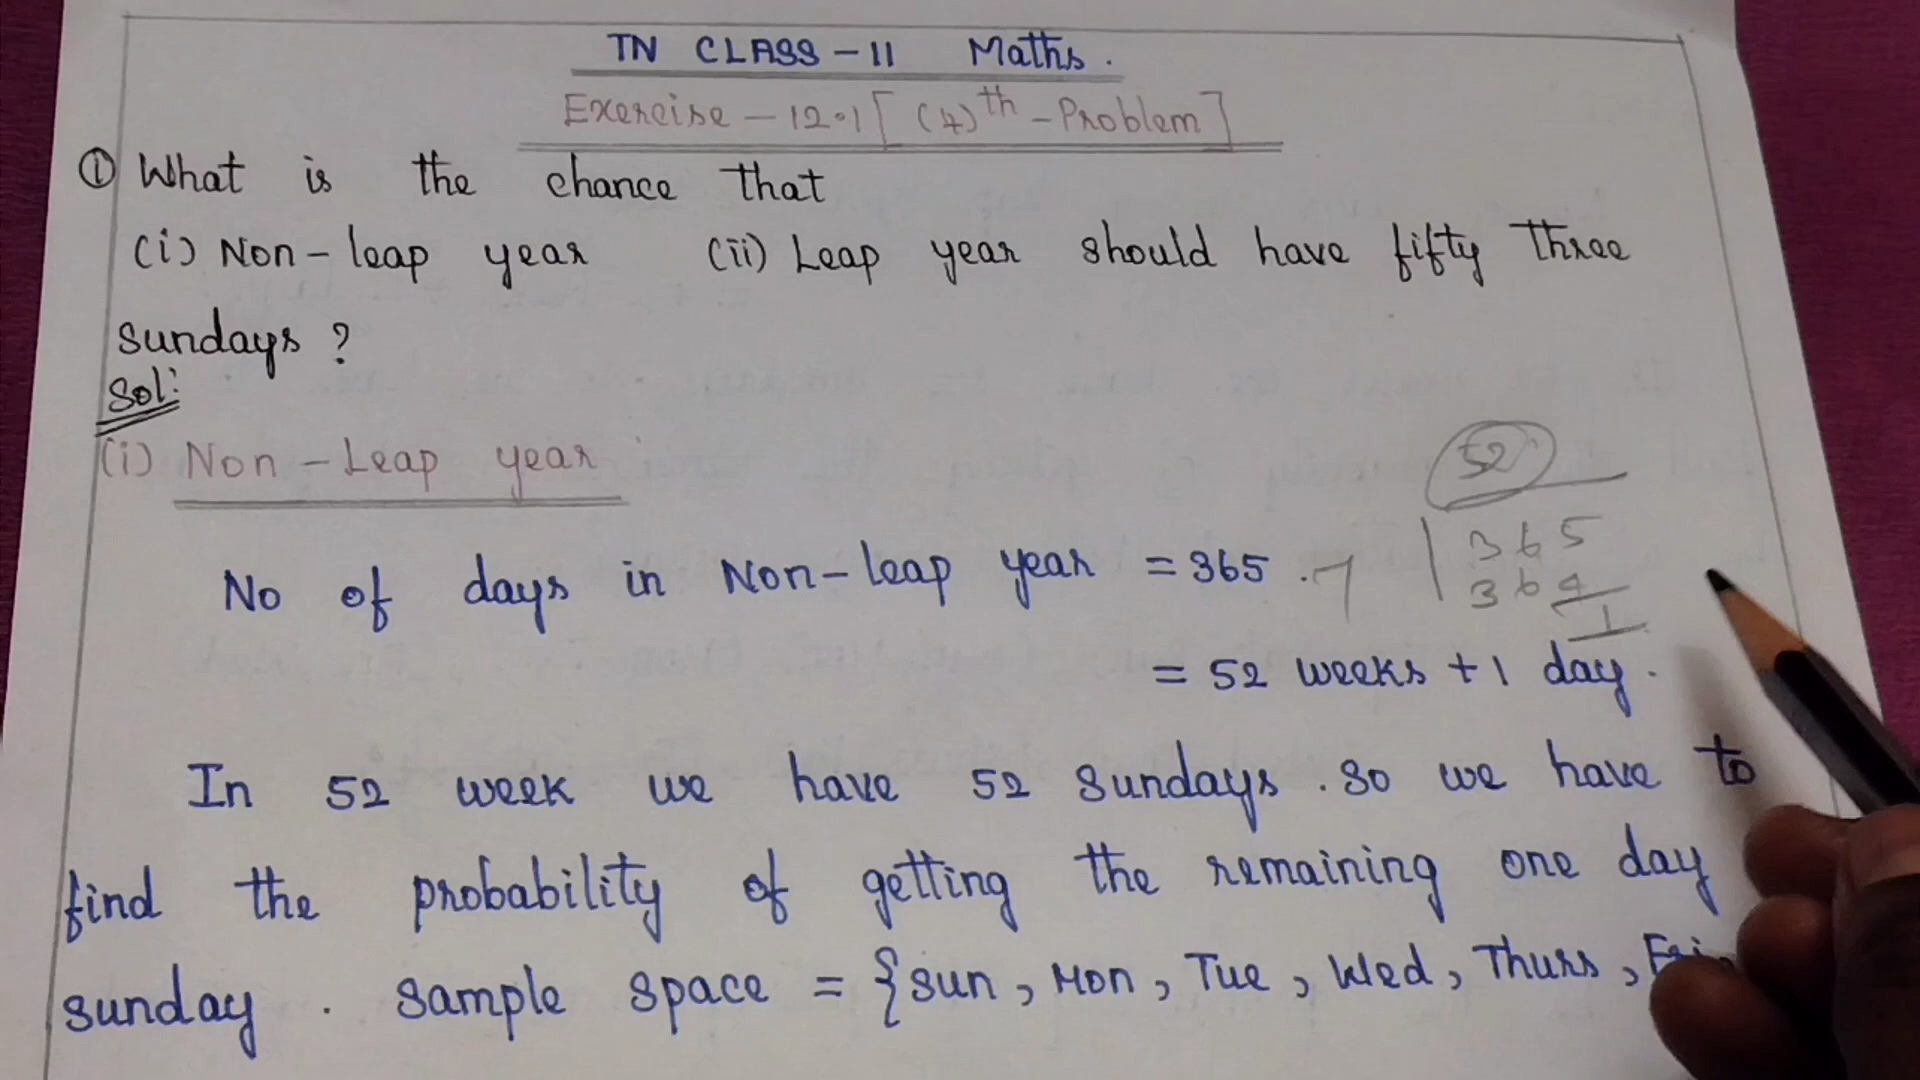 TN CLASS - 11 Maths.
Exercise - 12.1 [ (4)th - Problem ]
① What is the chance that
(i) Non-leap year (ii) Leap year should have fifty three
sundays ?
Sol:
(i) Non - Leap year
52
7 | 365
364
1
No of days in Non-leap year = 365.
= 52 weeks + 1 day.
In 52 week we have 52 sundays. So we have to
find the probability of getting the remaining one day
sunday. Sample space = {sun, Mon, Tue, Wed, Thurs, Fri